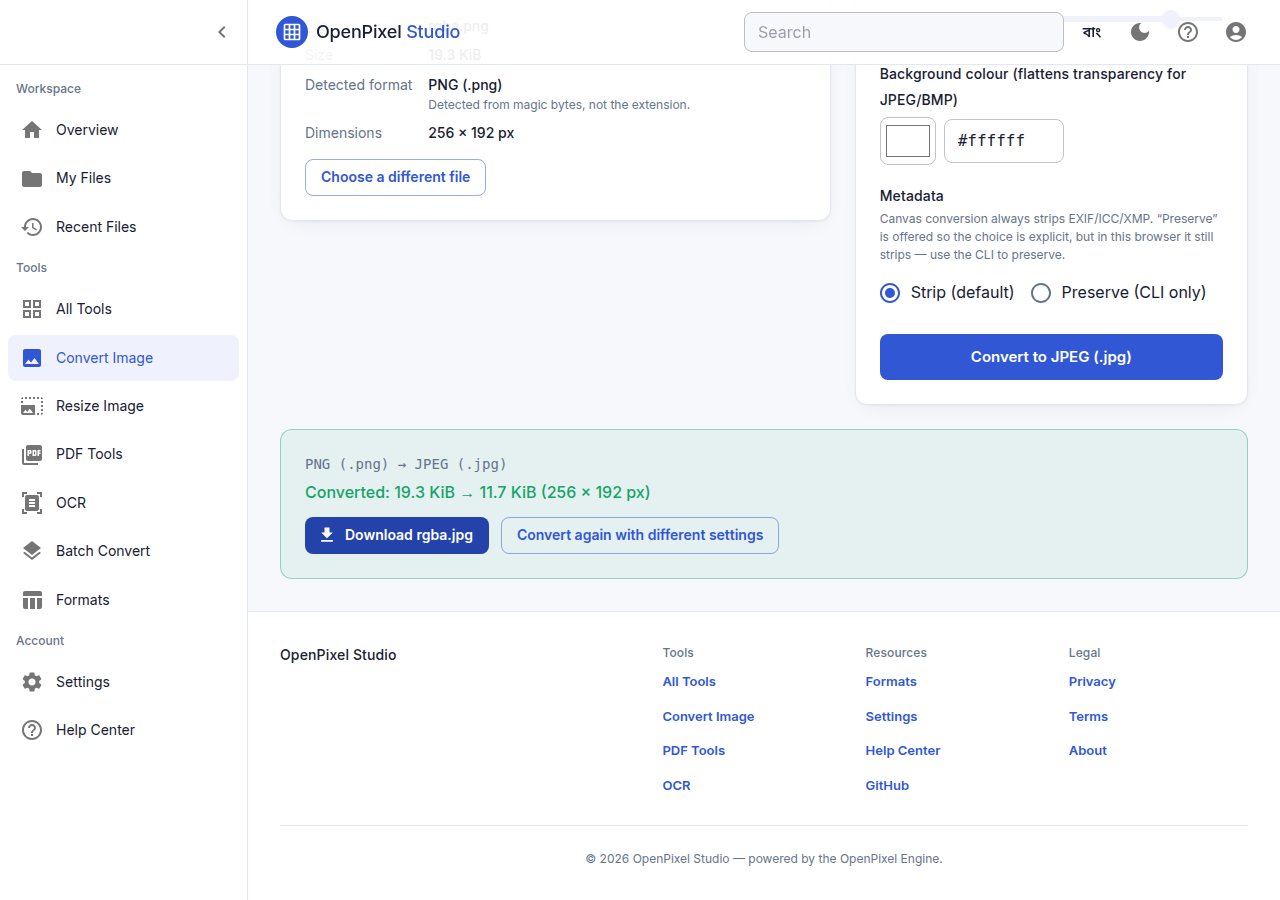 OpenPixel Studio
Search
বাং
Workspace
Overview
My Files
Recent Files
Tools
All Tools
Convert Image
Resize Image
PDF Tools
OCR
Batch Convert
Formats
Account
Settings
Help Center
rgba.png
Size 19.3 KiB
Detected format PNG (.png)
Detected from magic bytes, not the extension.
Dimensions 256 × 192 px
Choose a different file
Background colour (flattens transparency for
JPEG/BMP)
#ffffff
Metadata
Canvas conversion always strips EXIF/ICC/XMP. “Preserve”
is offered so the choice is explicit, but in this browser it still
strips — use the CLI to preserve.
Strip (default) Preserve (CLI only)
Convert to JPEG (.jpg)
PNG (.png) → JPEG (.jpg)
Converted: 19.3 KiB → 11.7 KiB (256 × 192 px)
Download rgba.jpg Convert again with different settings
OpenPixel Studio
Tools
All Tools
Convert Image
PDF Tools
OCR
Resources
Formats
Settings
Help Center
GitHub
Legal
Privacy
Terms
About
© 2026 OpenPixel Studio — powered by the OpenPixel Engine.